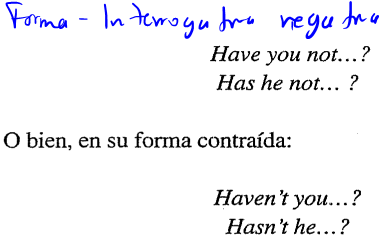 Forma - Interrogativa negativa
Have you not...?
Has he not... ?
O bien, en su forma contraída:
Haven't you...?
Hasn't he...?